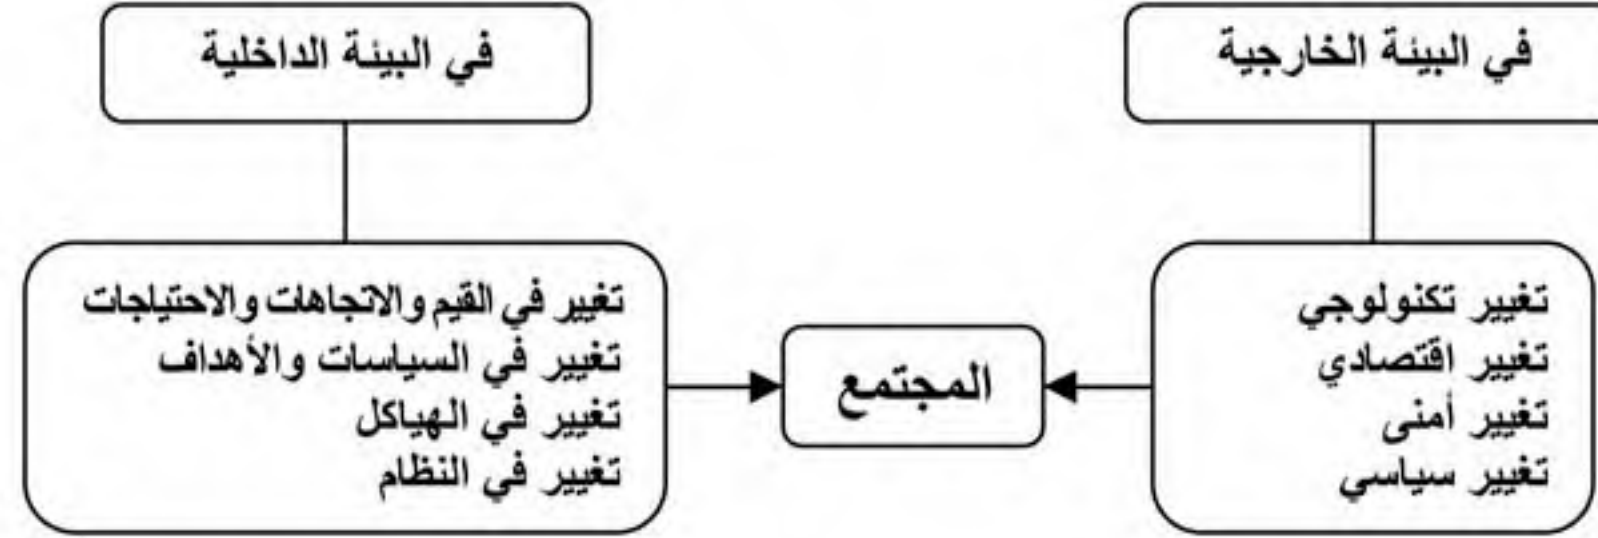 في البيئة الخارجية
في البيئة الداخلية
تغيير تكنولوجي
تغيير اقتصادي
تغيير أمنى
تغيير سياسي
المجتمع
تغيير في القيم والاتجاهات والاحتياجات
تغيير في السياسات والأهداف
تغيير في الهياكل
تغيير في النظام